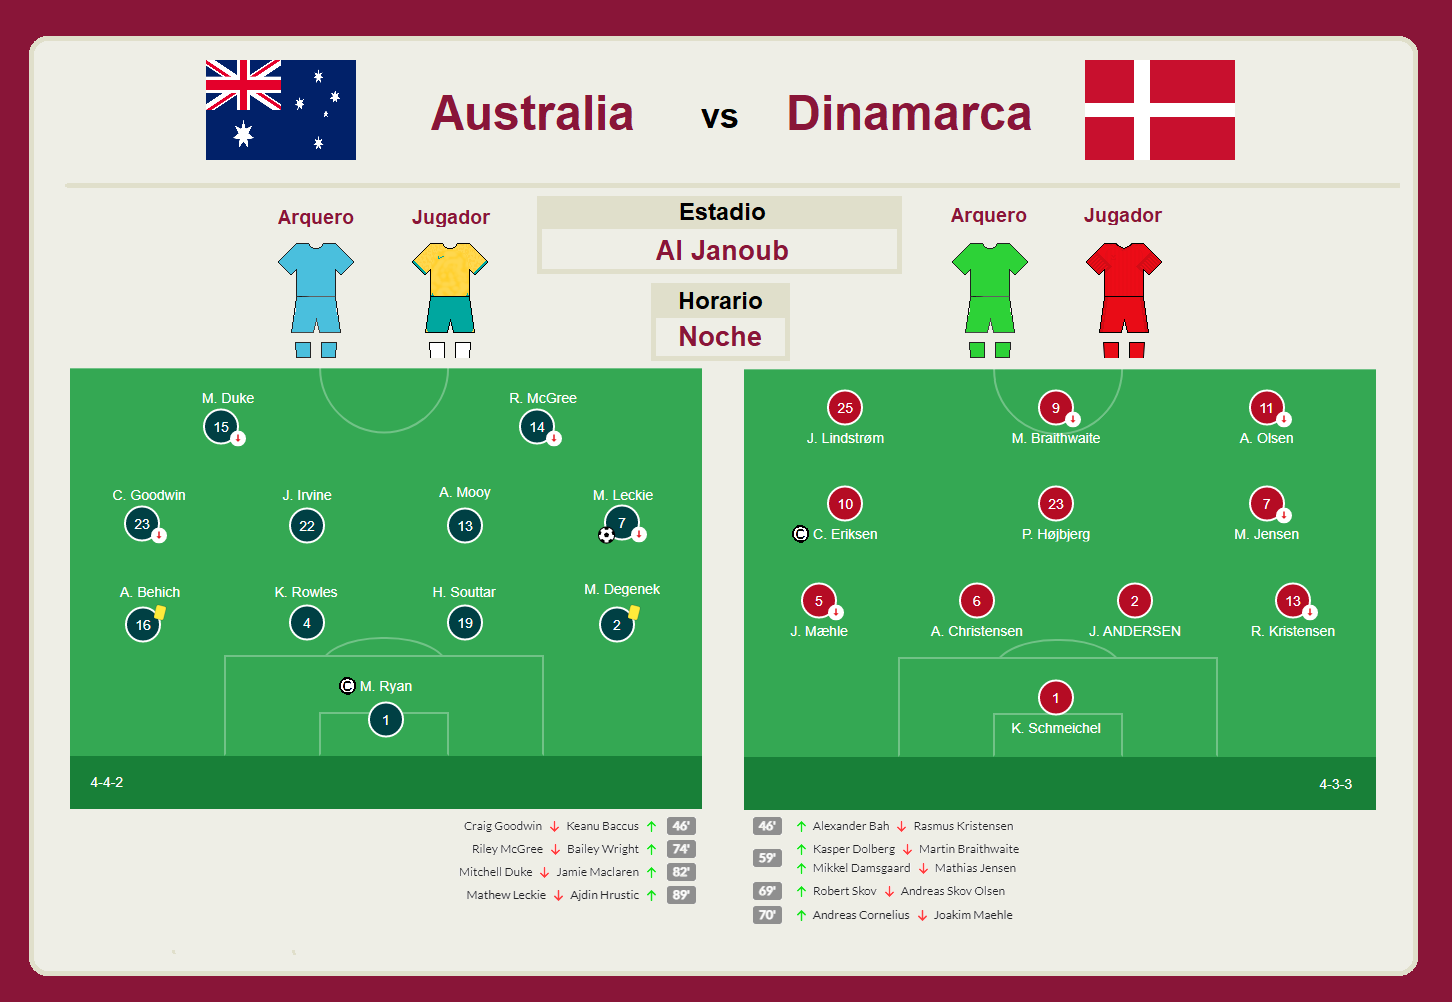 Australia vs Dinamarca
Arquero Jugador
Estadio
Al Janoub
Horario
Noche
Arquero Jugador
M. Duke R. McGree
15 14
C. Goodwin J. Irvine A. Mooy M. Leckie
23 22 13 7
A. Behich K. Rowles H. Souttar M. Degenek
16 4 19 2
C M. Ryan
1
4-4-2
25 9 11
J. Lindstrøm M. Braithwaite A. Olsen
10 23 7
C C. Eriksen P. Højbjerg M. Jensen
5 6 2 13
J. Mæhle A. Christensen J. ANDERSEN R. Kristensen
1
K. Schmeichel
4-3-3
Craig Goodwin ↓ Keanu Baccus ↑ 46'
Riley McGree ↓ Bailey Wright ↑ 74'
Mitchell Duke ↓ Jamie Maclaren ↑ 82'
Mathew Leckie ↓ Ajdin Hrustic ↑ 89'
46' ↑ Alexander Bah ↓ Rasmus Kristensen
59' ↑ Kasper Dolberg ↓ Martin Braithwaite
↑ Mikkel Damsgaard ↓ Mathias Jensen
69' ↑ Robert Skov ↓ Andreas Skov Olsen
70' ↑ Andreas Cornelius ↓ Joakim Maehle